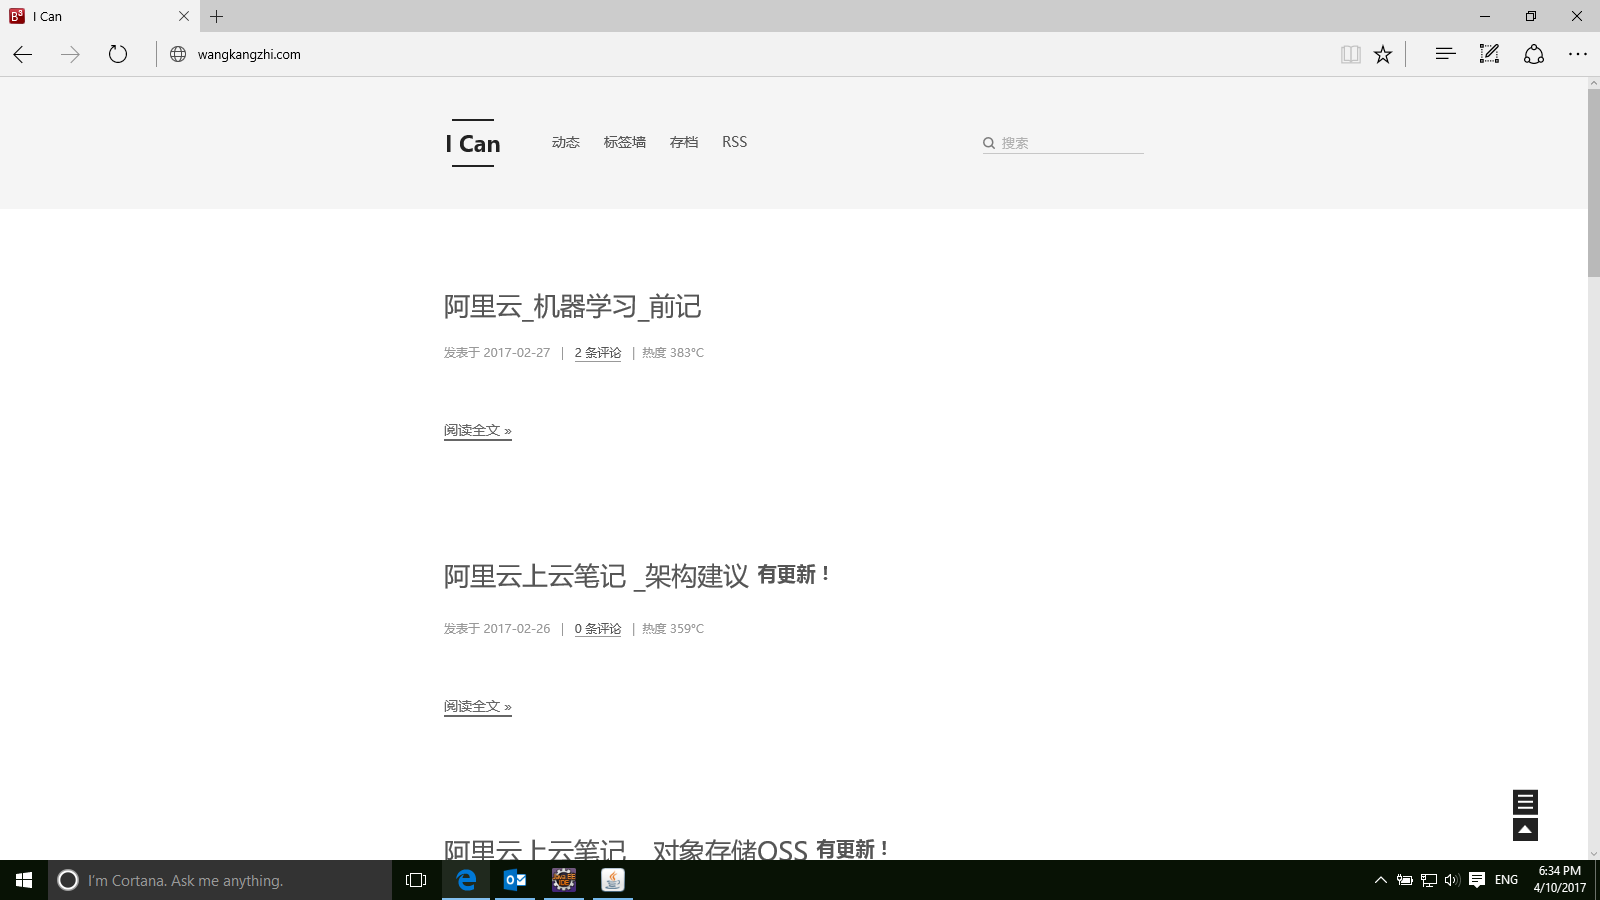 I Can
wangkangzhi.com
I Can 动态 标签墙 存档 RSS 搜索
阿里云_机器学习_前记
发表于 2017-02-27 | 2 条评论 | 热度 383°C
阅读全文 »
阿里云上云笔记 _架构建议 有更新！
发表于 2017-02-26 | 0 条评论 | 热度 359°C
阅读全文 »
阿里云上云笔记 _ 对象存储OSS 有更新！
I'm Cortana. Ask me anything.
ENG
6:34 PM
4/10/2017